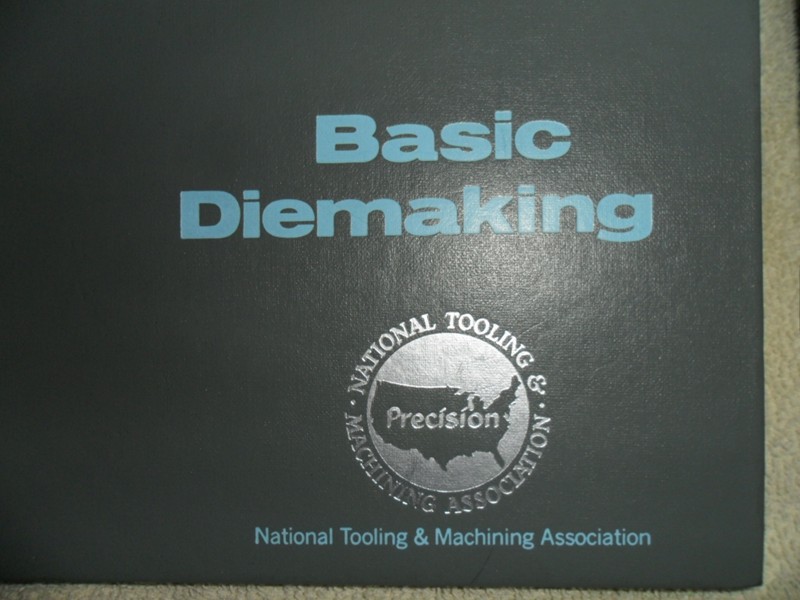 Basic
Diemaking
NATIONAL TOOLING &
Precision
MACHINING ASSOCIATION
National Tooling & Machining Association